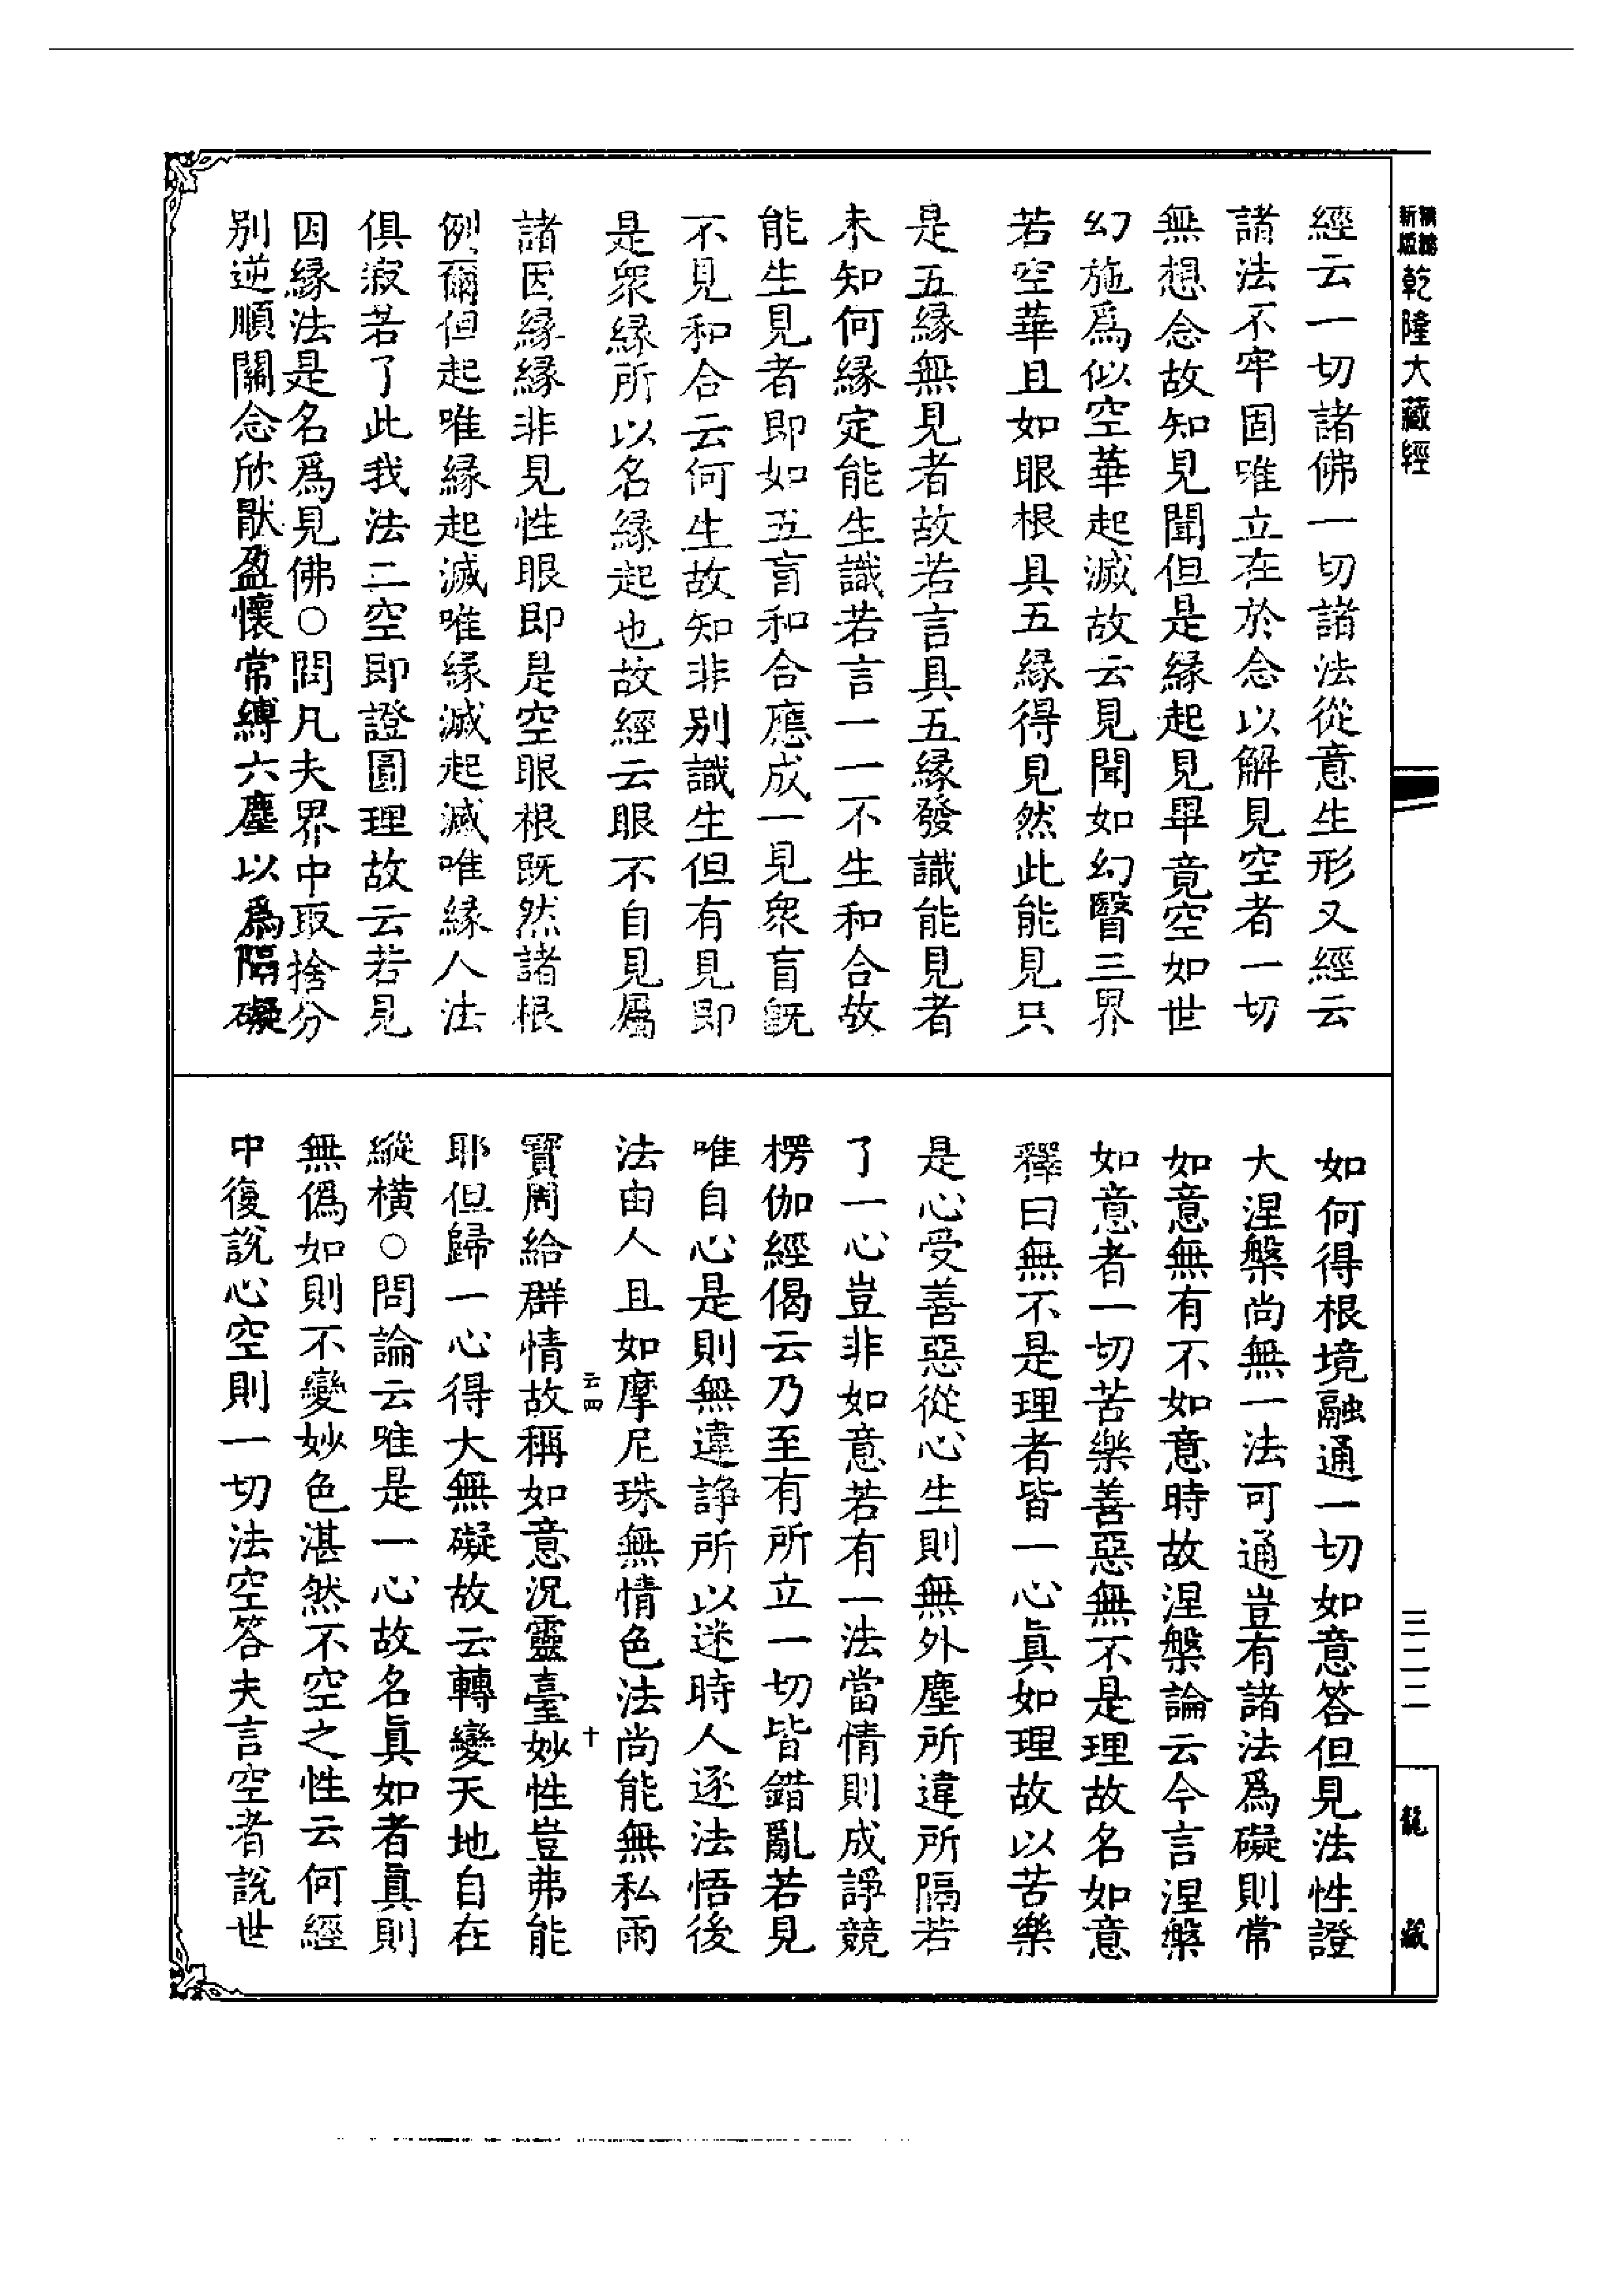 乾隆大藏經
經云一切諸佛一切諸法從意生形又經云
諸法不牢固唯立在於念以解見空者一切
無想念故知見聞但是緣起見畢竟空如世
幻施爲似空華起滅故云見聞如幻瞖三界
若空華且如眼根具五緣得見然此能見只
是五緣無見者故若言具五緣發識能見者
未知何緣定能生識若言一一不生和合故
能生見者即如五盲和合應成一見衆盲旣
不見和合云何生故知非別識生但有見即
是衆緣所以名緣起也故經云眼不自見屬
諸因緣緣非見性眼即是空眼根旣然諸根
例爾但起唯緣起滅唯緣滅起滅唯緣人法
俱寂若了此我法二空即證圓理故云若見
因緣法是名爲見佛○問凡夫界中取捨分
別逆順關念欣猒盈懷常縛六塵以爲隔礙
如何得根境融通一切如意答但見法性證
大涅槃尚無一法可通豈有諸法爲礙則常
如意無有不如意時故涅槃論云今言涅槃
如意者一切苦樂善惡無不是理故名如意
釋曰無不是理者皆一心眞如理故以苦樂
是心受善惡從心生則無外塵所違所隔若
了一心豈非如意若有一法當情則成諍競
楞伽經偈云乃至有所立一切皆錯亂若見
唯自心是則無違諍所以迷時人逐法悟後
法由人且如摩尼珠無情色法尚能無私雨
云四
十
寶周給群情故稱如意況靈臺妙性豈弗能
耶但歸一心得大無礙故云轉變天地自在
縱橫○問論云唯是一心故名眞如者眞則
無僞如則不變妙色湛然不空之性云何經
中復說心空則一切法空答夫言空者說世
三二二
龍藏